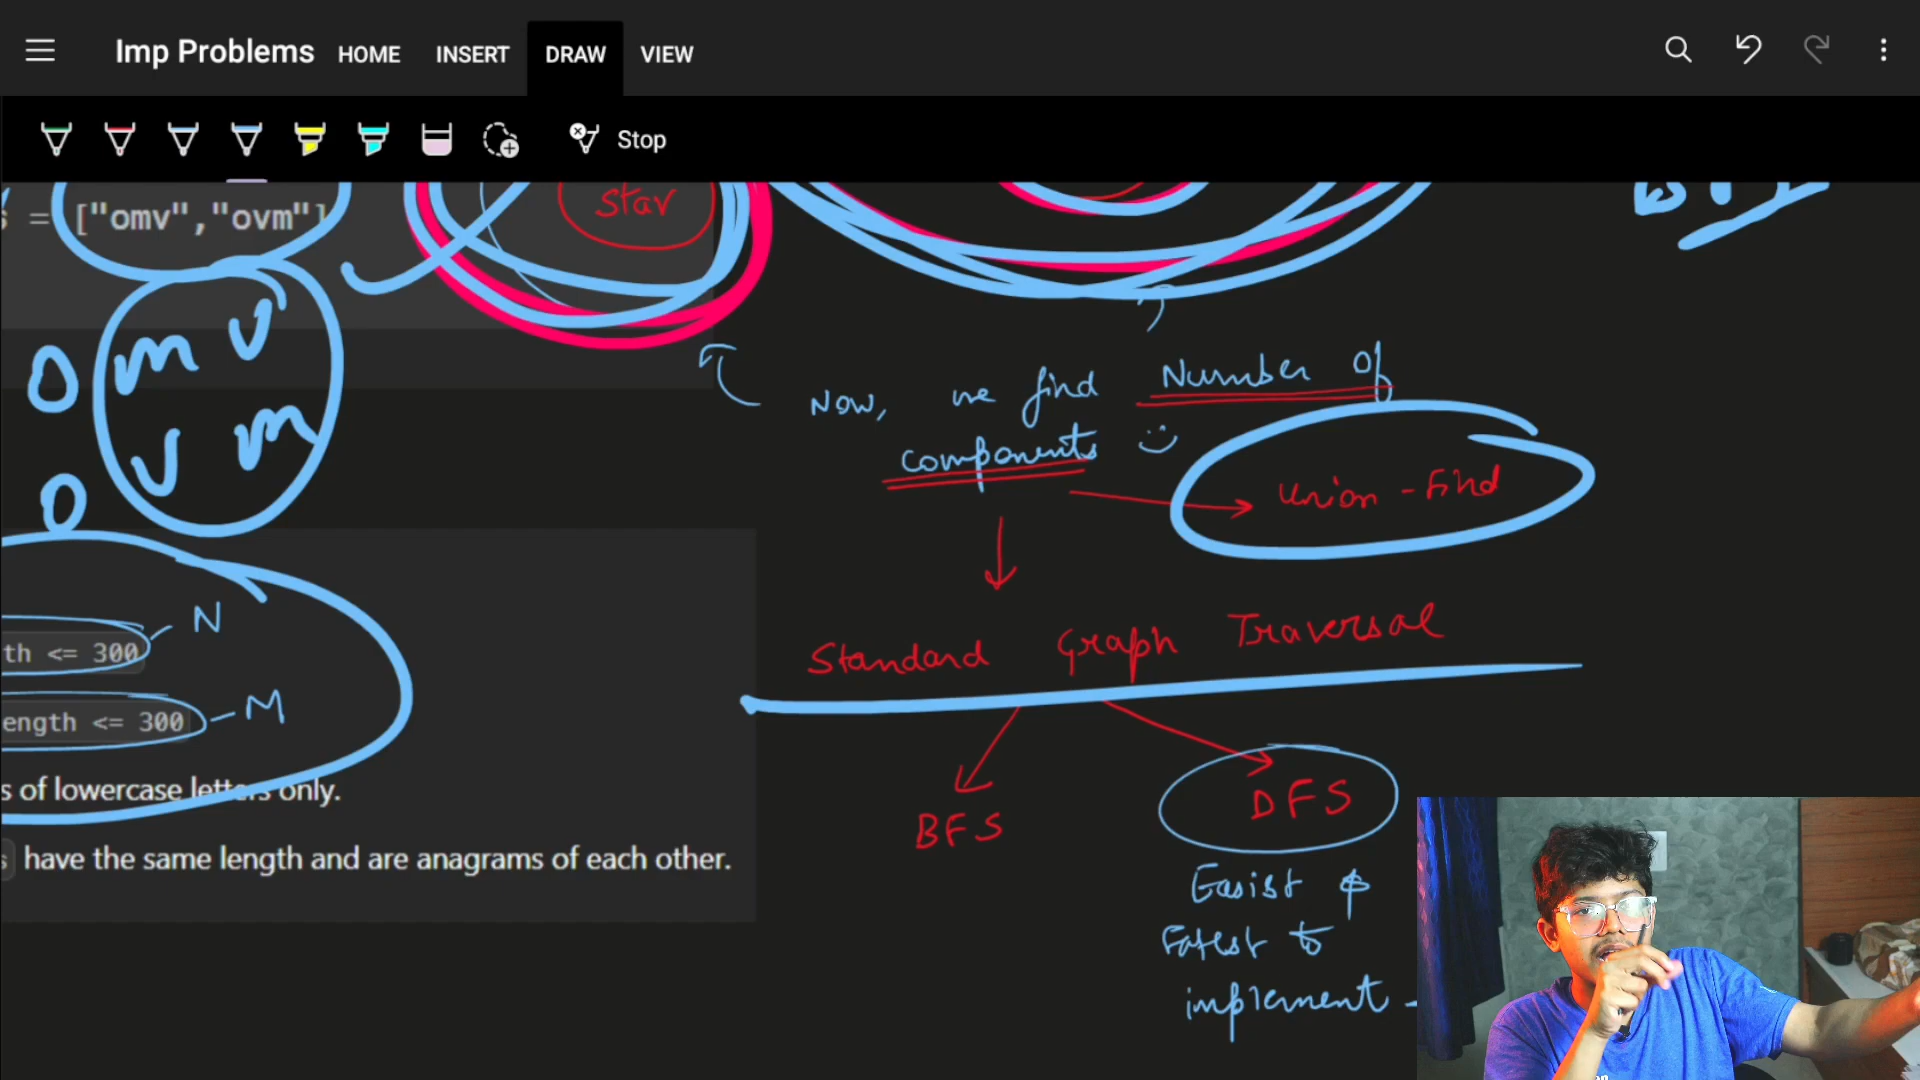 Imp Problems HOME INSERT DRAW VIEW
Stop
s = ["omv","ovm"]
star
o m v
v m
o
Now, we find Number of
components
Union-Find
N
th <= 300
M
ength <= 300
s of lowercase letters only.
s have the same length and are anagrams of each other.
Standard Graph Traversal
BFS
DFS
Easist &
Fatest to
implement -